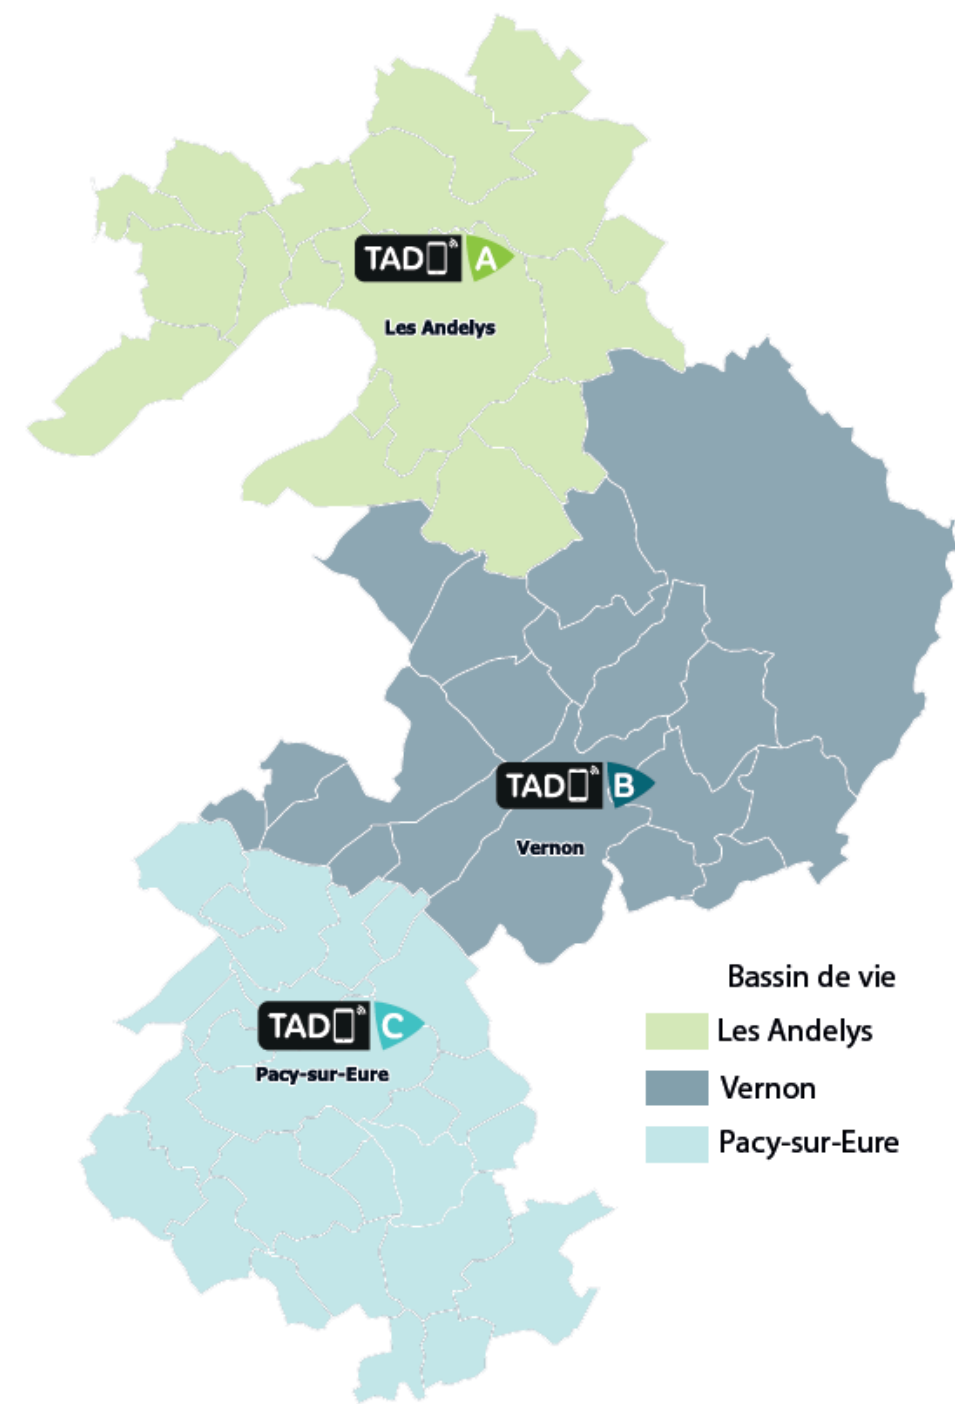 TAD A
Les Andelys
TAD B
Vernon
Bassin de vie
Les Andelys
Vernon
Pacy-sur-Eure
TAD C
Pacy-sur-Eure